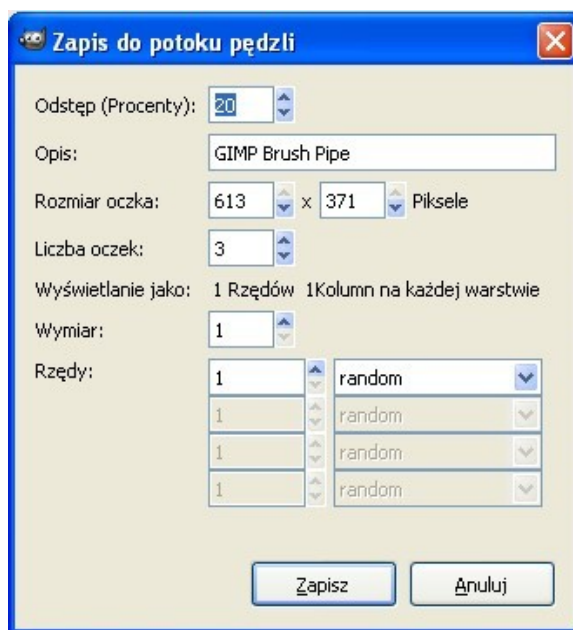 Zapis do potoku pędzli
Odstęp (Procenty): 20
Opis: GIMP Brush Pipe
Rozmiar oczka: 613 x 371 Piksele
Liczba oczek: 3
Wyświetlanie jako: 1 Rzędów 1Kolumn na każdej warstwie
Wymiar: 1
Rzędy: 1 random
1 random
1 random
1 random
Zapisz Anuluj